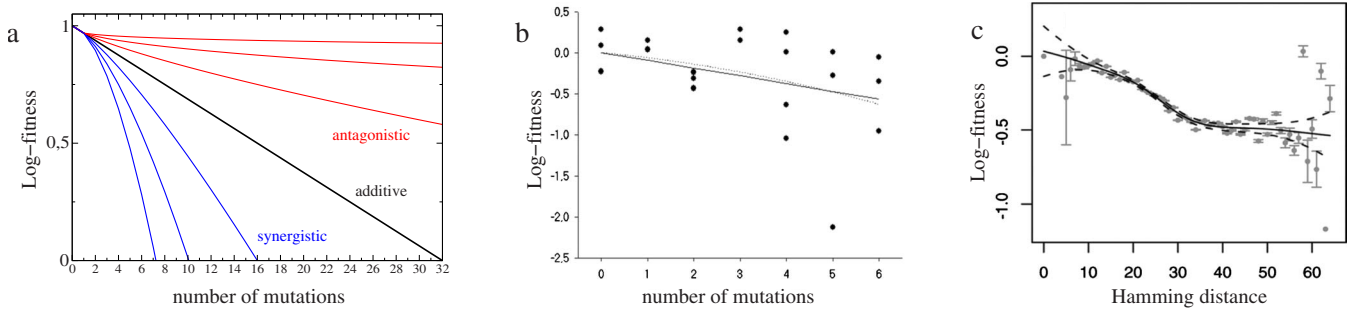 a
Log–fitness
1
0.5
0
antagonistic
additive
synergistic
0 2 4 6 8 10 12 14 16 18 20 22 24 26 28 30 32
number of mutations
b
Log–fitness
0.5
0.0
-0.5
-1.0
-1.5
-2.0
-2.5
0 1 2 3 4 5 6
number of mutations
c
Log–fitness
0.0
-0.5
-1.0
0 10 20 30 40 50 60
Hamming distance